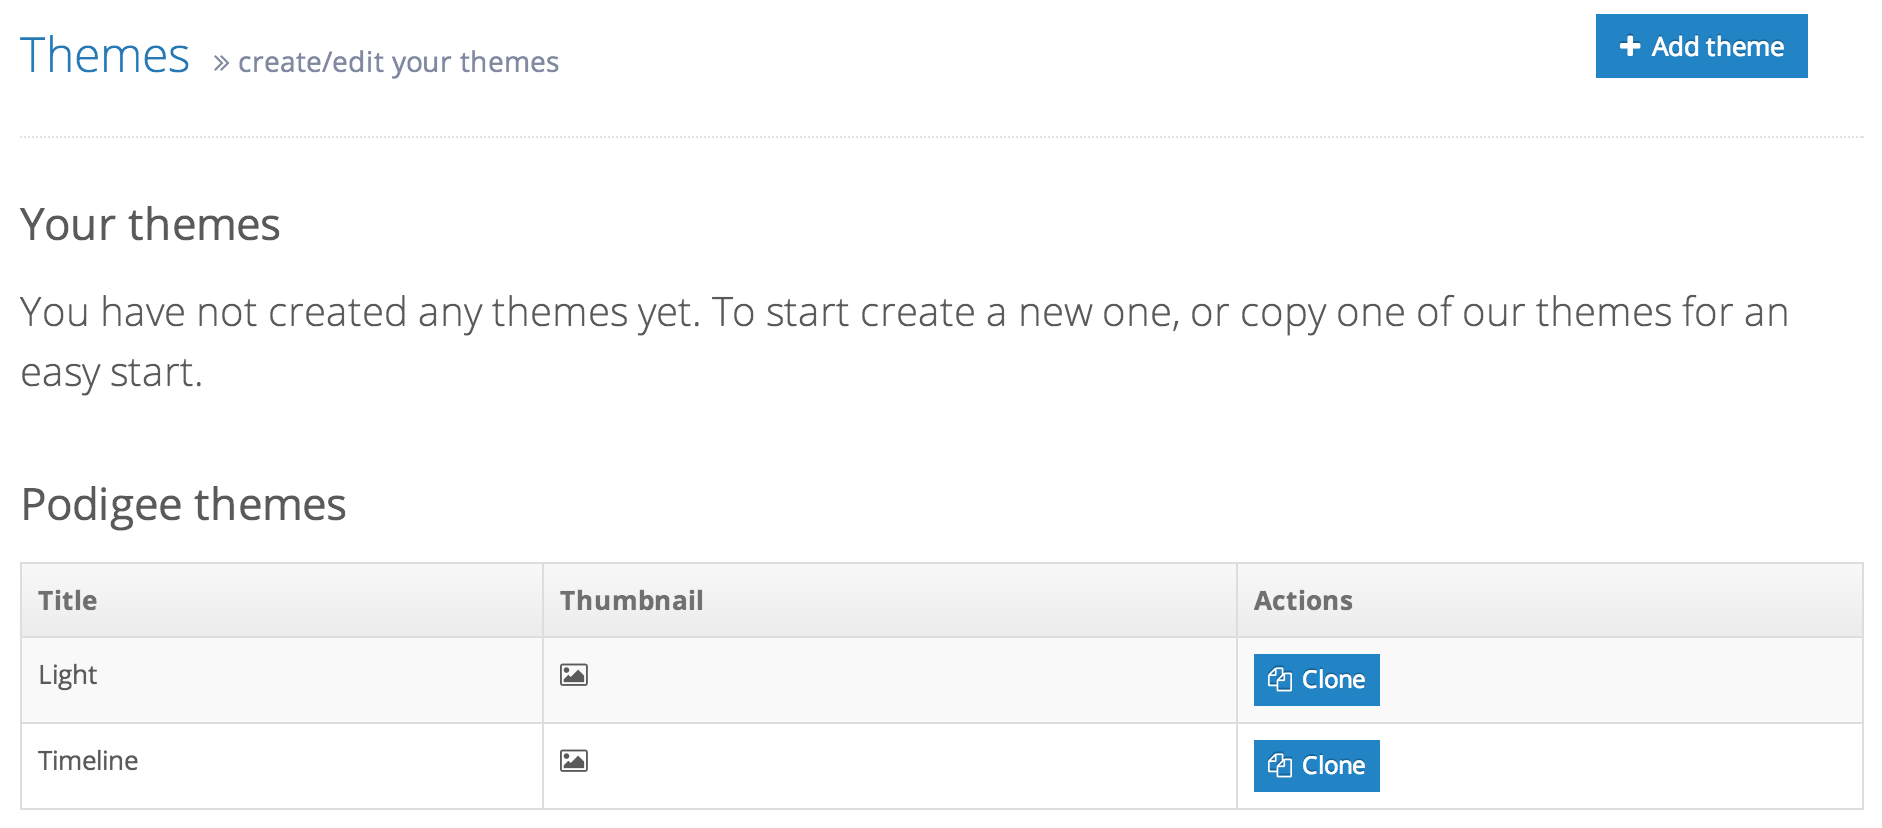 Themes » create/edit your themes
Add theme
Your themes
You have not created any themes yet. To start create a new one, or copy one of our themes for an
easy start.
Podigee themes
Title Thumbnail Actions
Light Clone
Timeline Clone